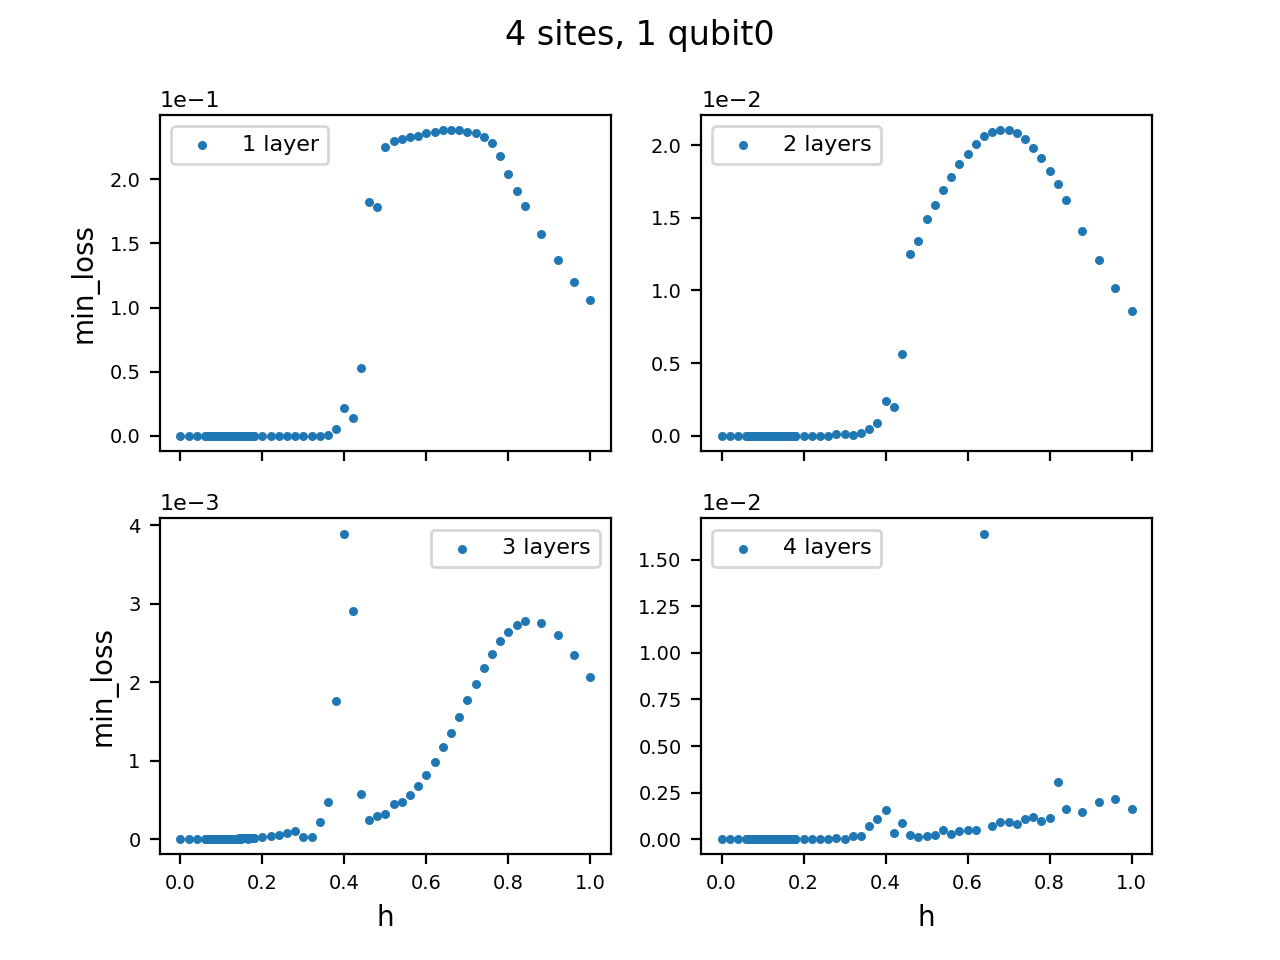 4 sites, 1 qubit0
1e−1
1 layer
2.0
1.5
1.0
0.5
0.0
min_loss
1e−2
2 layers
2.0
1.5
1.0
0.5
0.0
1e−3
3 layers
4
3
2
1
0
min_loss
0.0 0.2 0.4 0.6 0.8 1.0
h
1e−2
4 layers
1.50
1.25
1.00
0.75
0.50
0.25
0.00
0.0 0.2 0.4 0.6 0.8 1.0
h